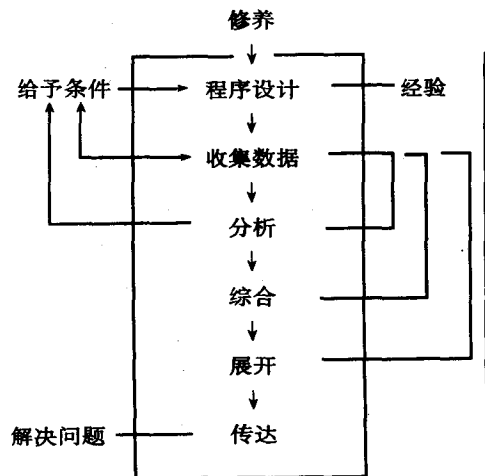 修养
给予条件 程序设计 经验
收集数据
分析
综合
展开
解决问题 传达